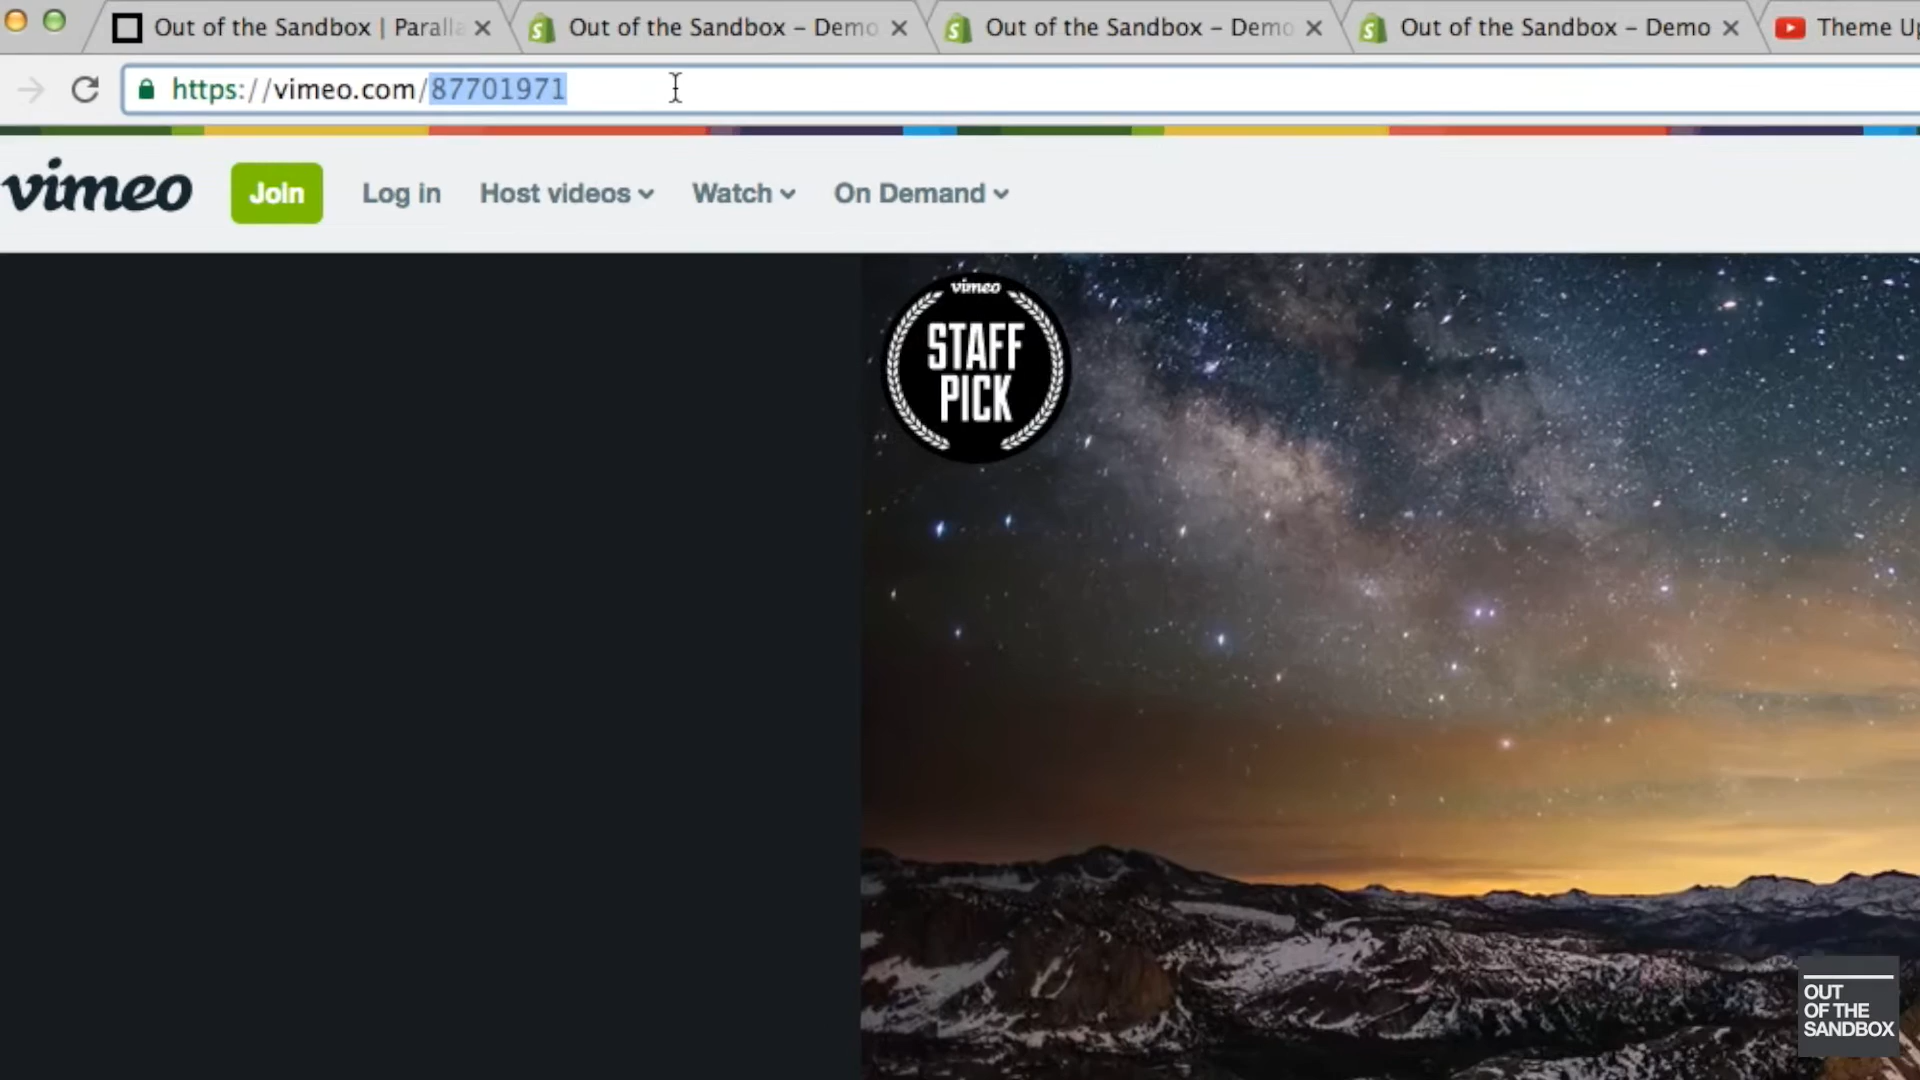 Out of the Sandbox | Paralla
Out of the Sandbox – Demo
Out of the Sandbox – Demo
Out of the Sandbox – Demo
Theme Up
https://vimeo.com/87701971
vimeo
Join
Log in
Host videos
Watch
On Demand
vimeo
STAFF
PICK
OUT
OF THE
SANDBOX